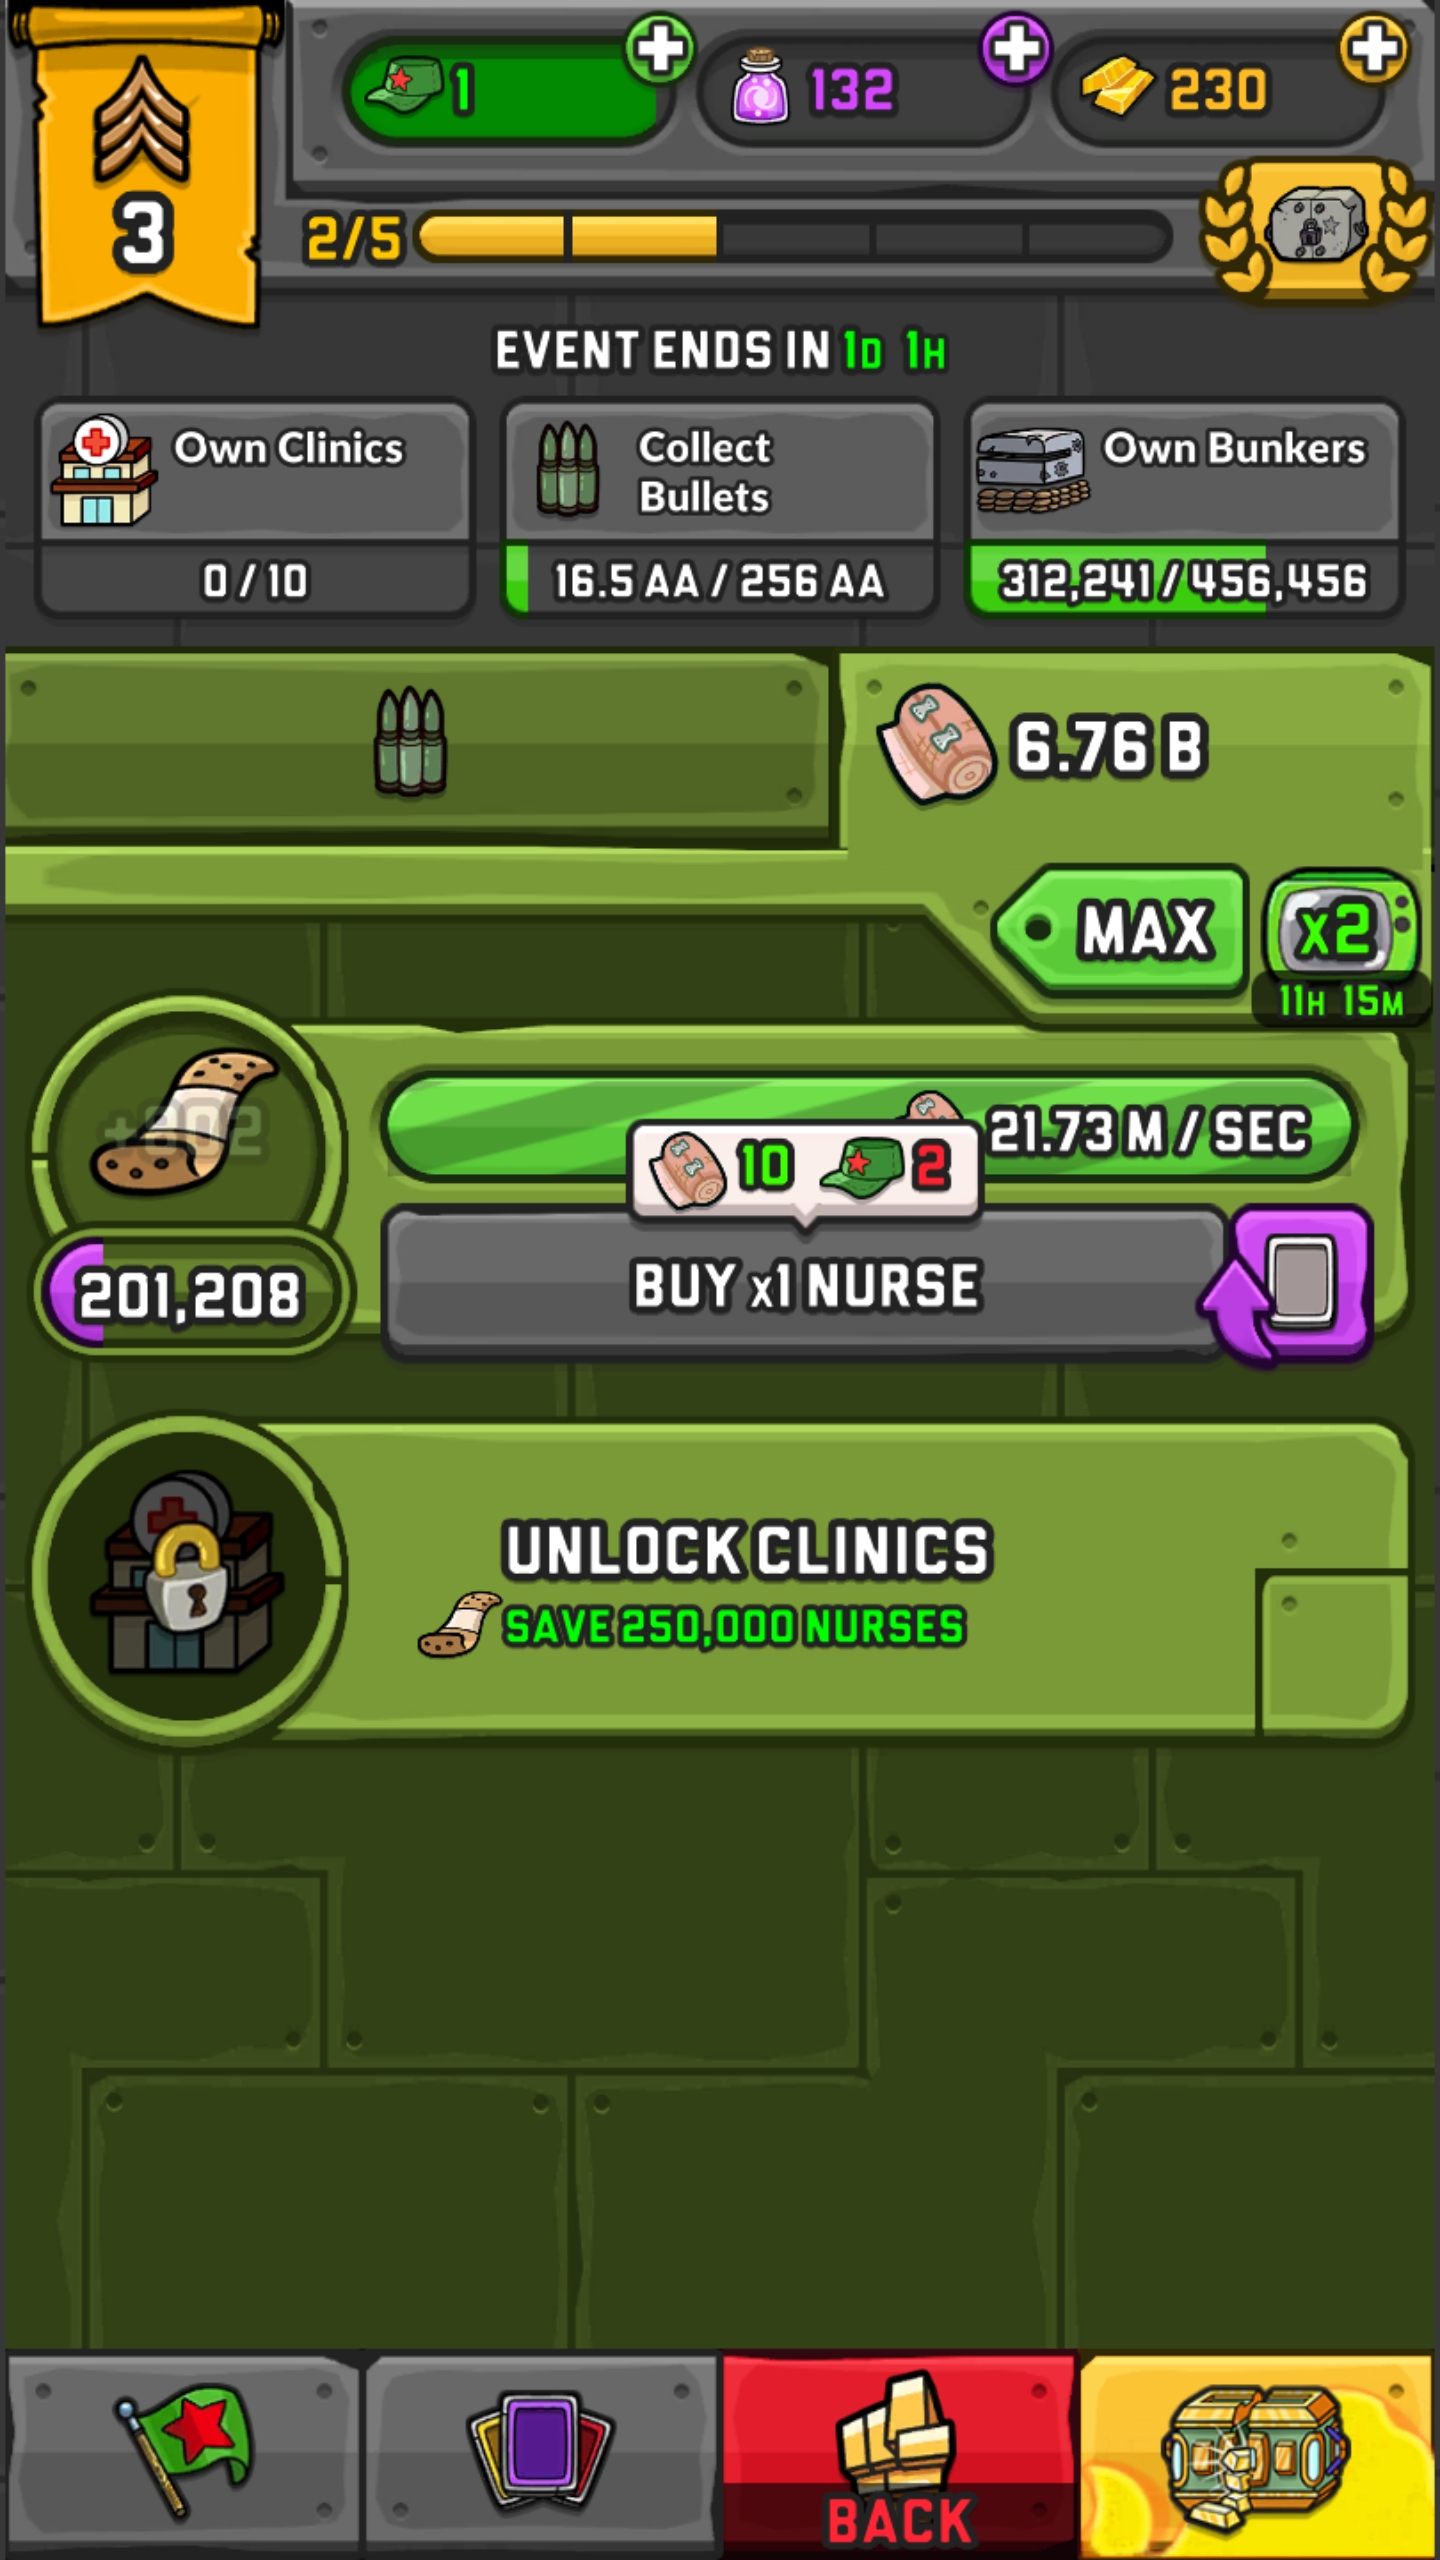 3
1
132
230
2/5
EVENT ENDS IN 1D 1H
Own Clinics
0 / 10
Collect
Bullets
16.5 AA / 256 AA
Own Bunkers
312,241 / 456,456
6.76 B
MAX
x2
11H 15M
+302
21.73 M / SEC
10
2
201,208
BUY x1 NURSE
UNLOCK CLINICS
SAVE 250,000 NURSES
BACK